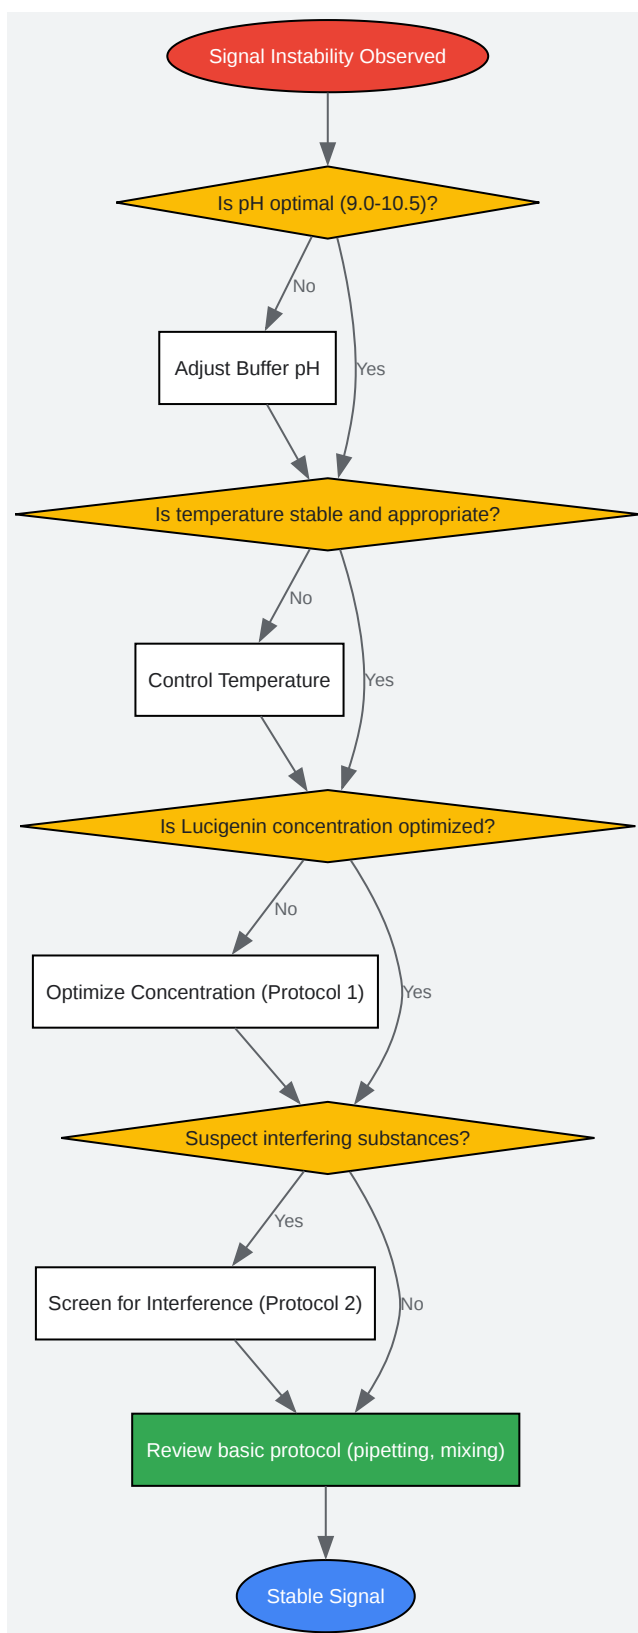 Signal Instability Observed
Is pH optimal (9.0-10.5)?
No
Adjust Buffer pH
Yes
Is temperature stable and appropriate?
No
Control Temperature
Yes
Is Lucigenin concentration optimized?
No
Optimize Concentration (Protocol 1)
Yes
Suspect interfering substances?
Yes
Screen for Interference (Protocol 2)
No
Review basic protocol (pipetting, mixing)
Stable Signal